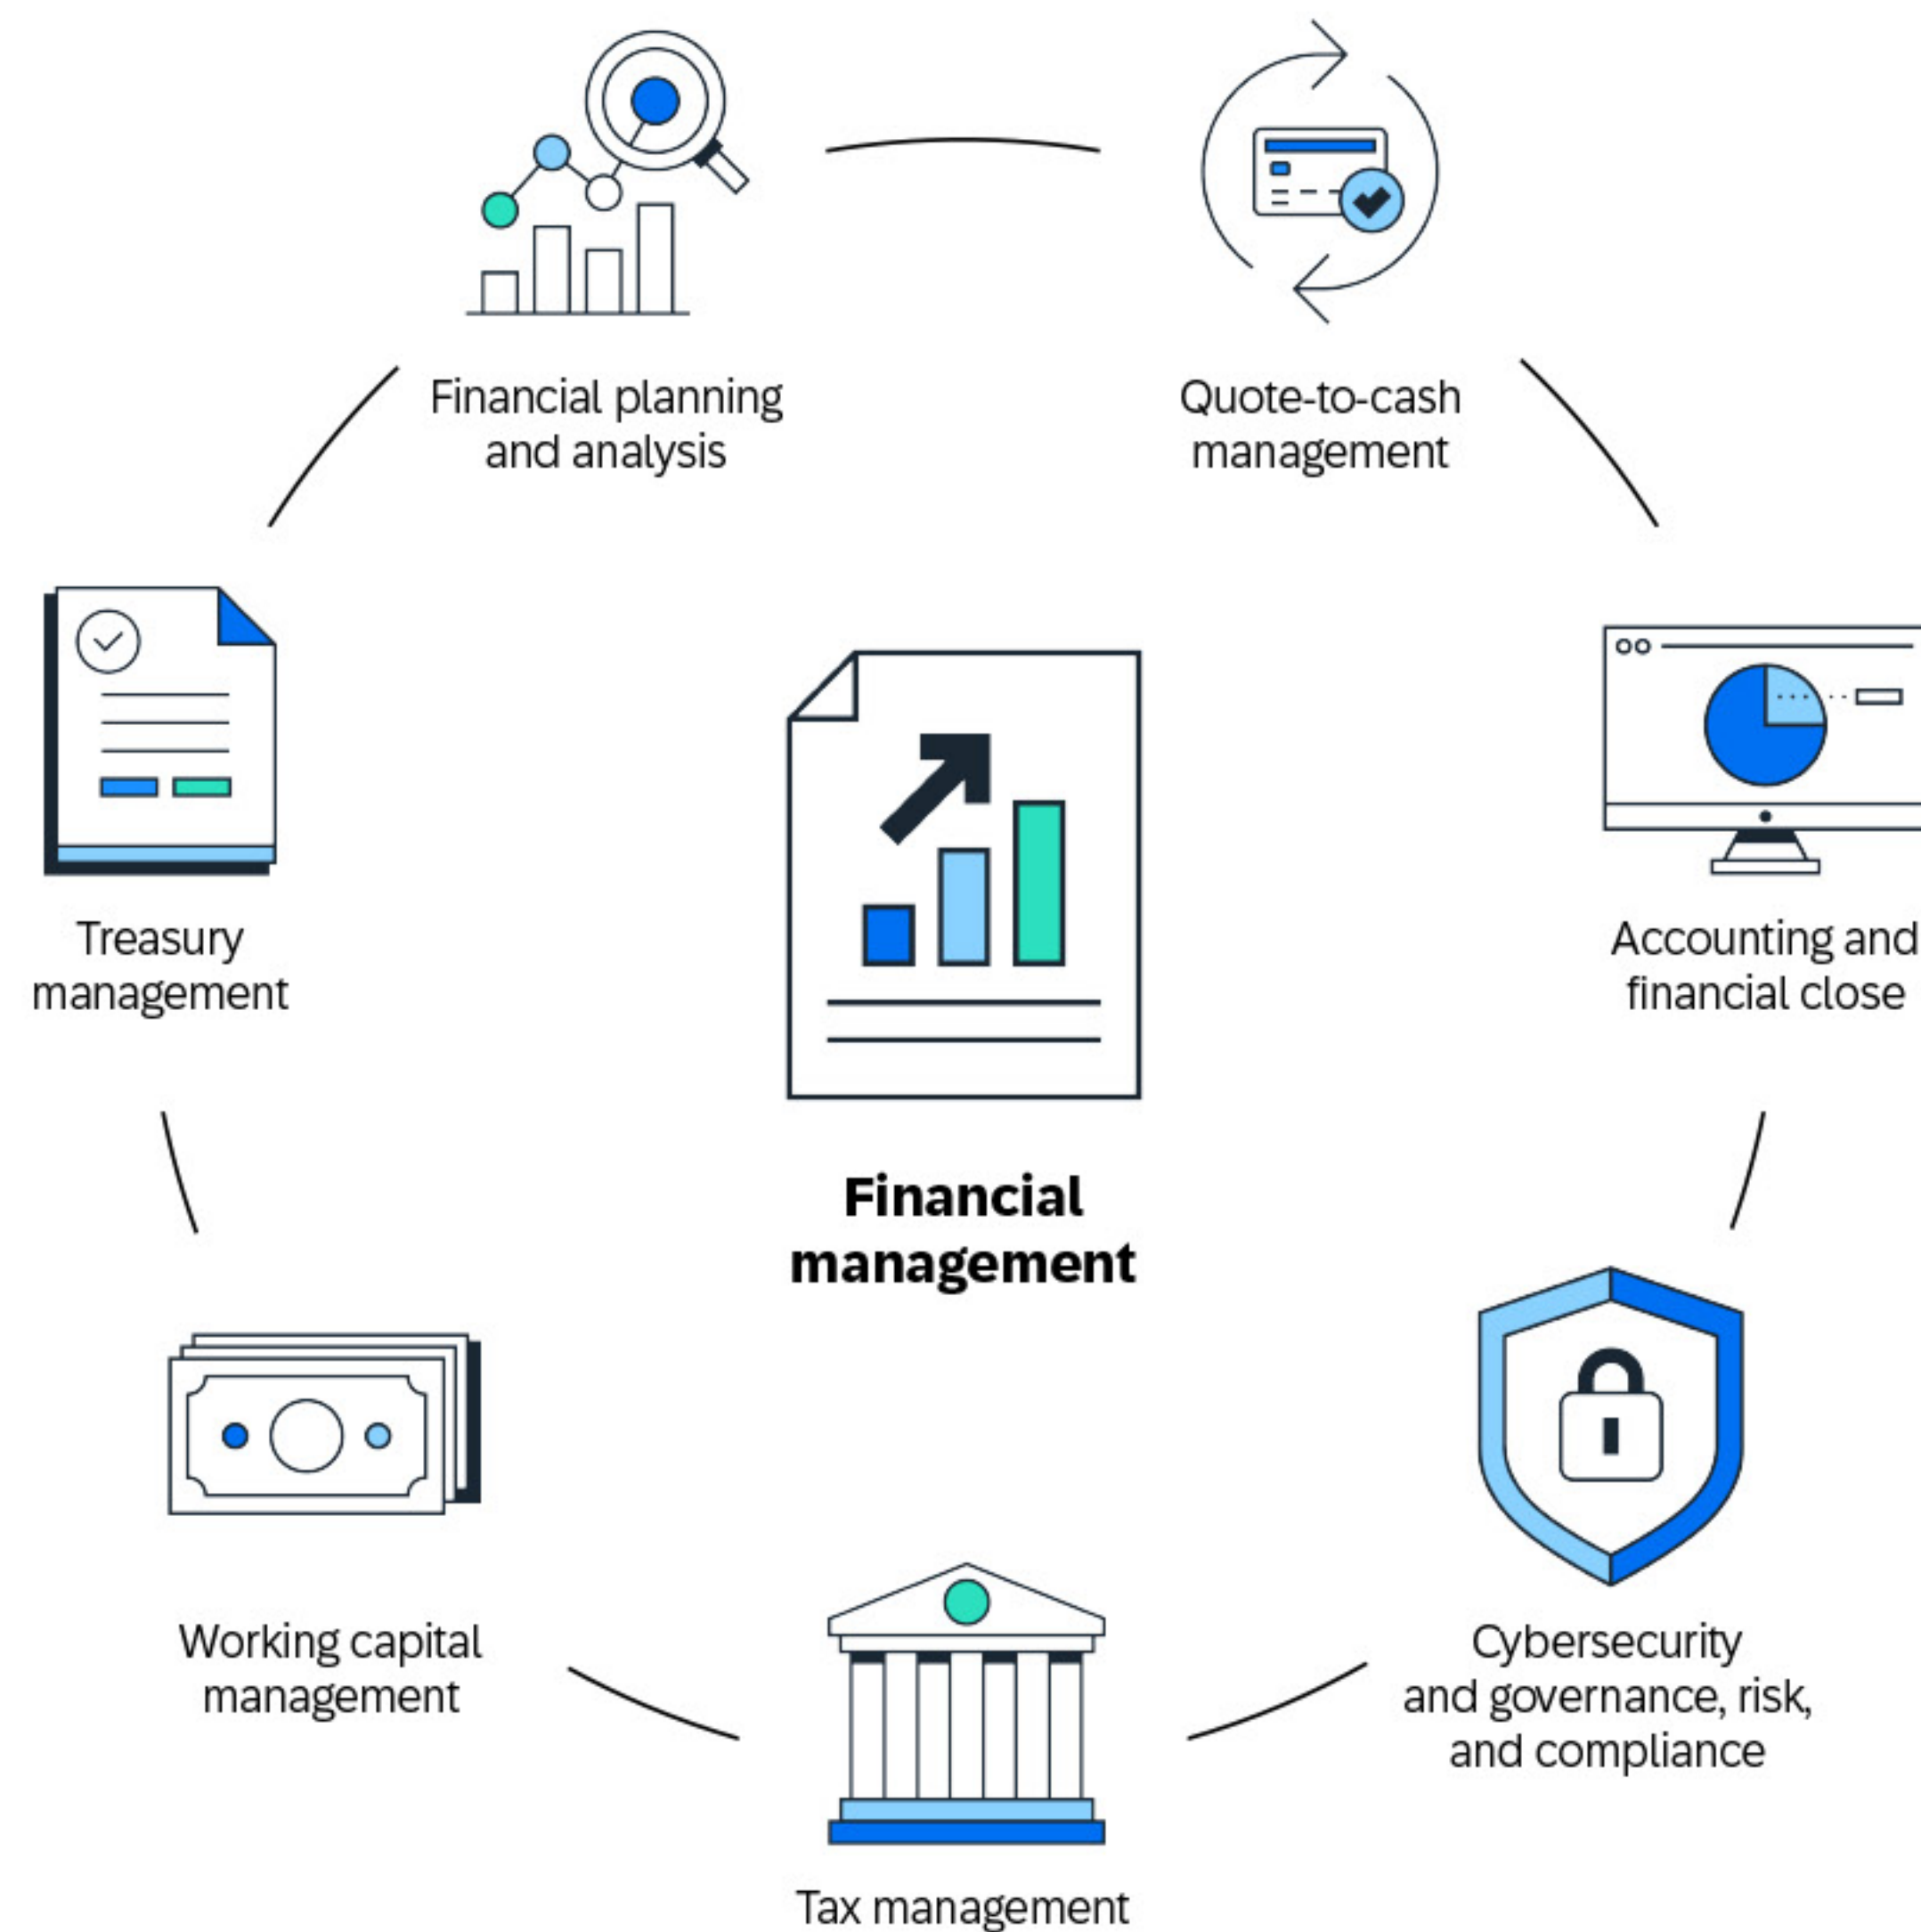 Financial planning
and analysis
Quote-to-cash
management
Treasury
management
Accounting and
financial close
Financial
management
Working capital
management
Cybersecurity
and governance, risk,
and compliance
Tax management